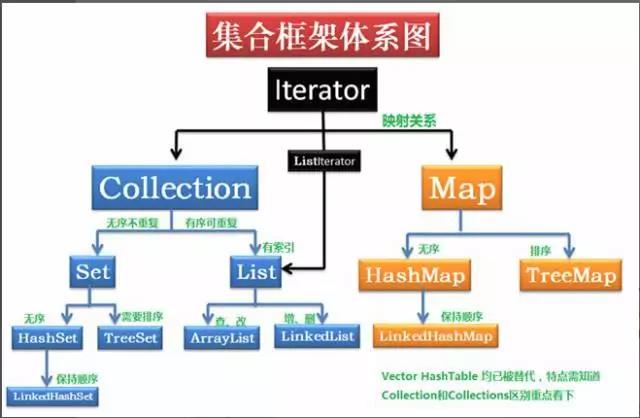 集合框架体系图
Iterator
映射关系
ListIterator
Collection
Map
无序不重复
有序可重复
有索引
无序
排序
Set
List
HashMap
TreeMap
无序
需要排序
查、改
增、删
保持顺序
HashSet
TreeSet
ArrayList
LinkedList
LinkedHashMap
保持顺序
LinkedHashSet
Vector HashTable 均已被替代，特点需知道
Collection和Collections区别重点看下